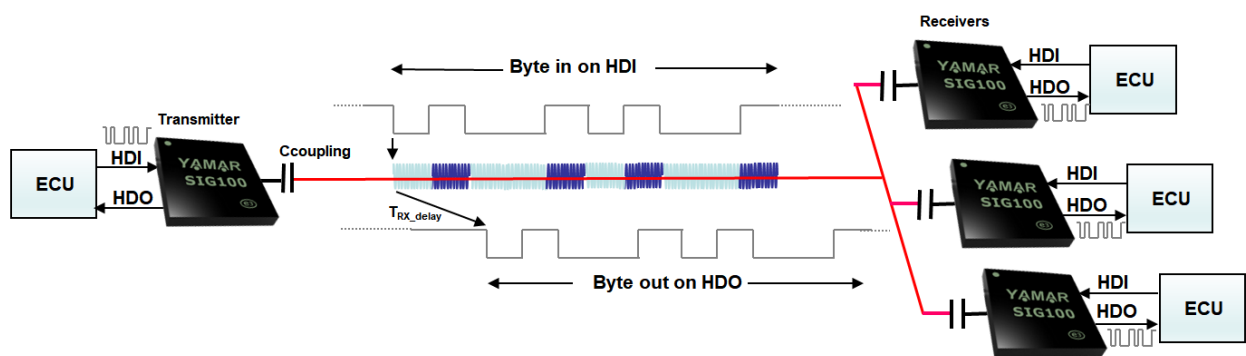 Receivers
Byte in on HDI
HDI
YAMAR
SIG100
ECU
HDO
Transmitter
Ccoupling
ECU
HDI
HDO
YAMAR
SIG100
TRX_delay
HDI
YAMAR
SIG100
ECU
HDO
Byte out on HDO
HDI
YAMAR
SIG100
ECU
HDO